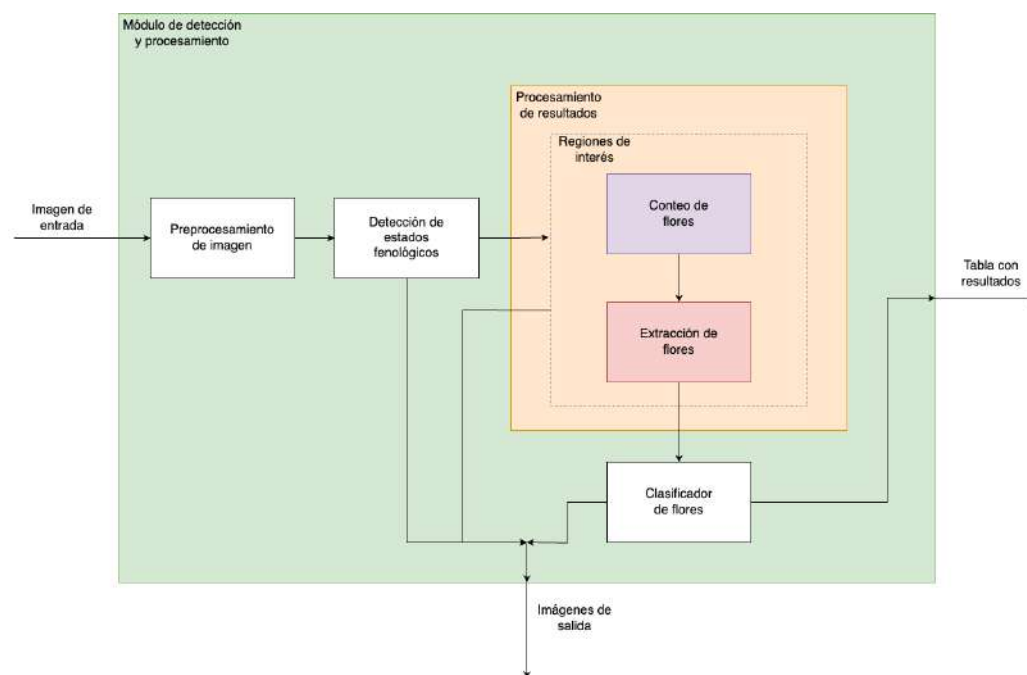 Módulo de detección
y procesamiento
Procesamiento
de resultados
Regiones de
interés
Imagen de
entrada
Preprocesamiento
de imagen
Detección de
estados
fenológicos
Conteo de
flores
Tabla con
resultados
Extracción de
flores
Clasificador
de flores
Imágenes de
salida